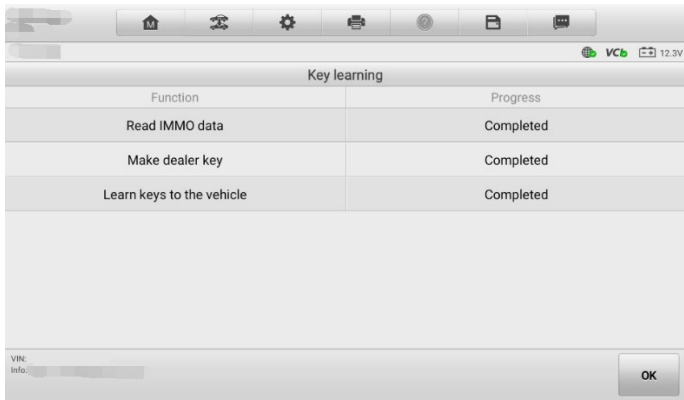 M
VCb 12.3V
Key learning
Function Progress
Read IMMO data Completed
Make dealer key Completed
Learn keys to the vehicle Completed
VIN:
Info.
OK